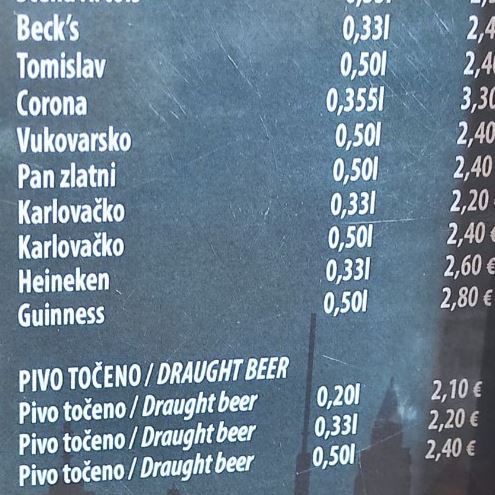 Beck's 0,33l 2,4
Tomislav 0,50l 2,40
Corona 0,355l 3,30
Vukovarsko 0,50l 2,40
Pan zlatni 0,50l 2,40
Karlovačko 0,33l 2,20 €
Karlovačko 0,50l 2,40 €
Heineken 0,33l 2,60 €
Guinness 0,50l 2,80 €
PIVO TOČENO / DRAUGHT BEER
Pivo točeno / Draught beer 0,20l 2,10 €
Pivo točeno / Draught beer 0,33l 2,20 €
Pivo točeno / Draught beer 0,50l 2,40 €